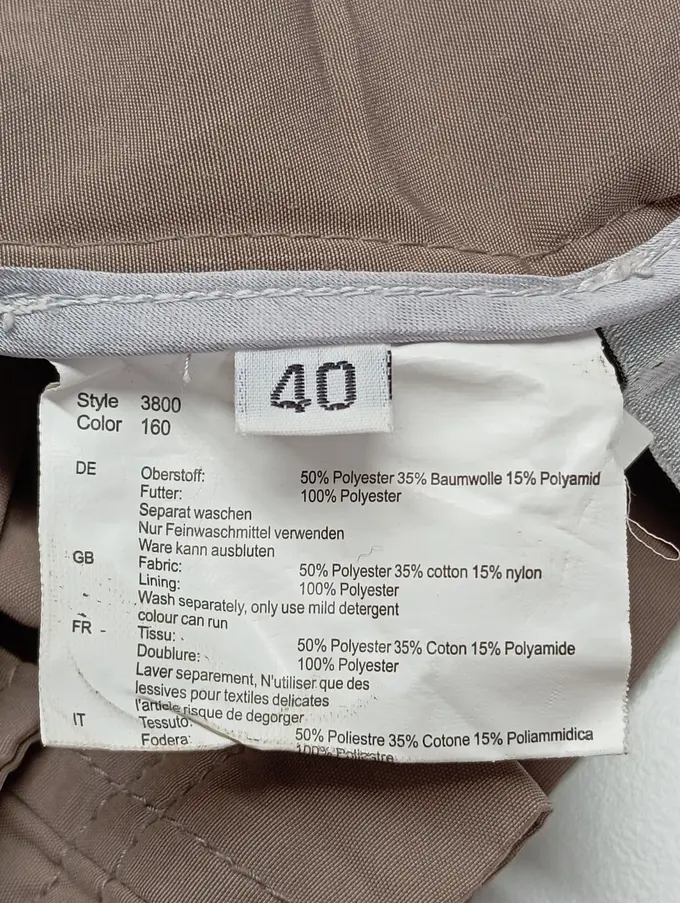 40
Style 3800
Color 160
DE Oberstoff: 50% Polyester 35% Baumwolle 15% Polyamid
Futter: 100% Polyester
Separat waschen
Nur Feinwaschmittel verwenden
Ware kann ausbluten
GB Fabric: 50% Polyester 35% cotton 15% nylon
Lining: 100% Polyester
Wash separately, only use mild detergent
colour can run
FR Tissu: 50% Polyester 35% Coton 15% Polyamide
Doublure: 100% Polyester
Laver separement, N'utiliser que des
lessives pour textiles delicates
l'article risque de degorger
IT Tessuto: 50% Poliestre 35% Cotone 15% Poliammidica
Fodera: 100% Poliestre